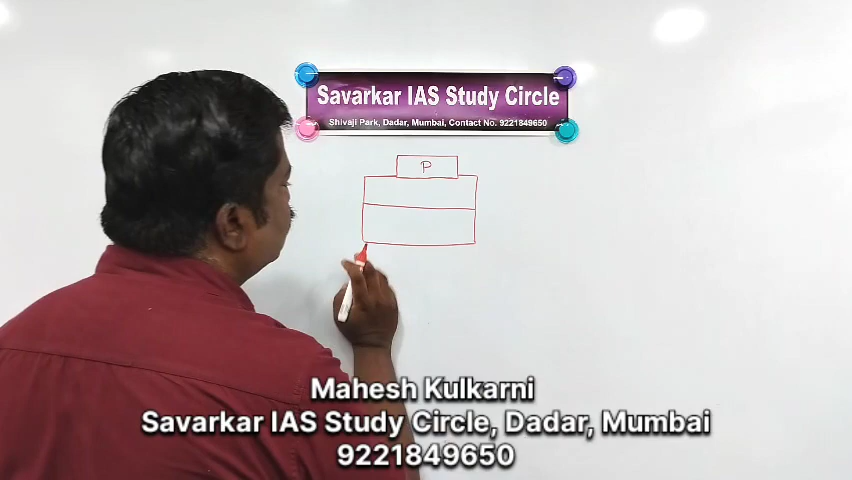 Savarkar IAS Study Circle
Shivaji Park, Dadar, Mumbai, Contact No. 9221849650
P
Mahesh Kulkarni
Savarkar IAS Study Circle, Dadar, Mumbai
9221849650